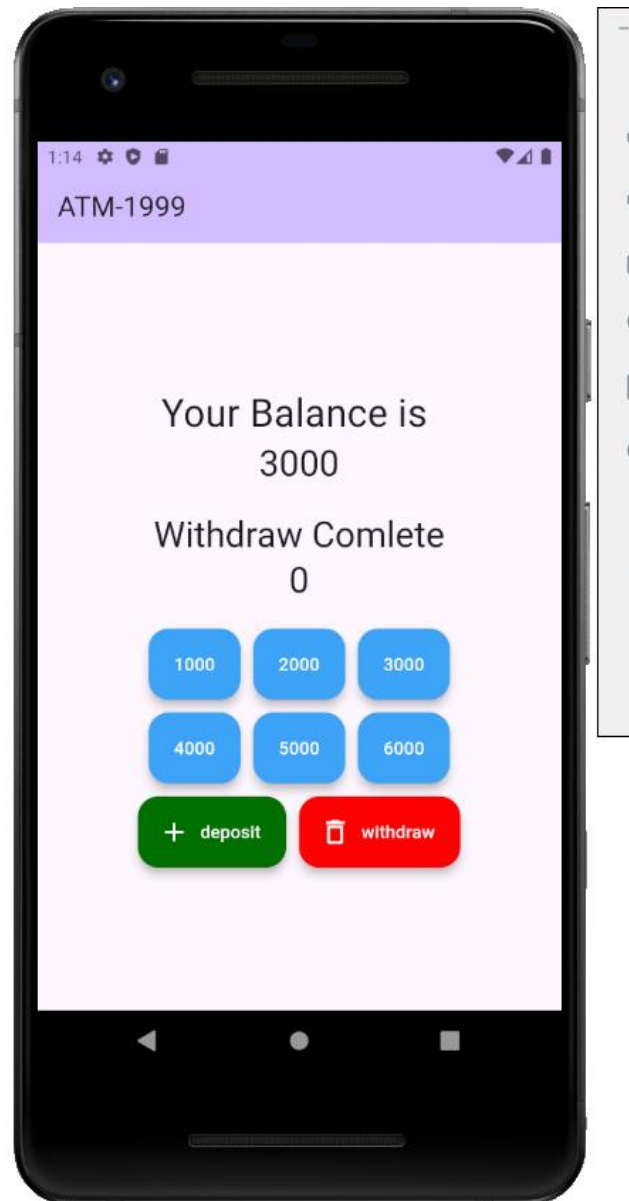 1:14
ATM-1999
Your Balance is
3000
Withdraw Comlete
0
1000 2000 3000
4000 5000 6000
deposit withdraw